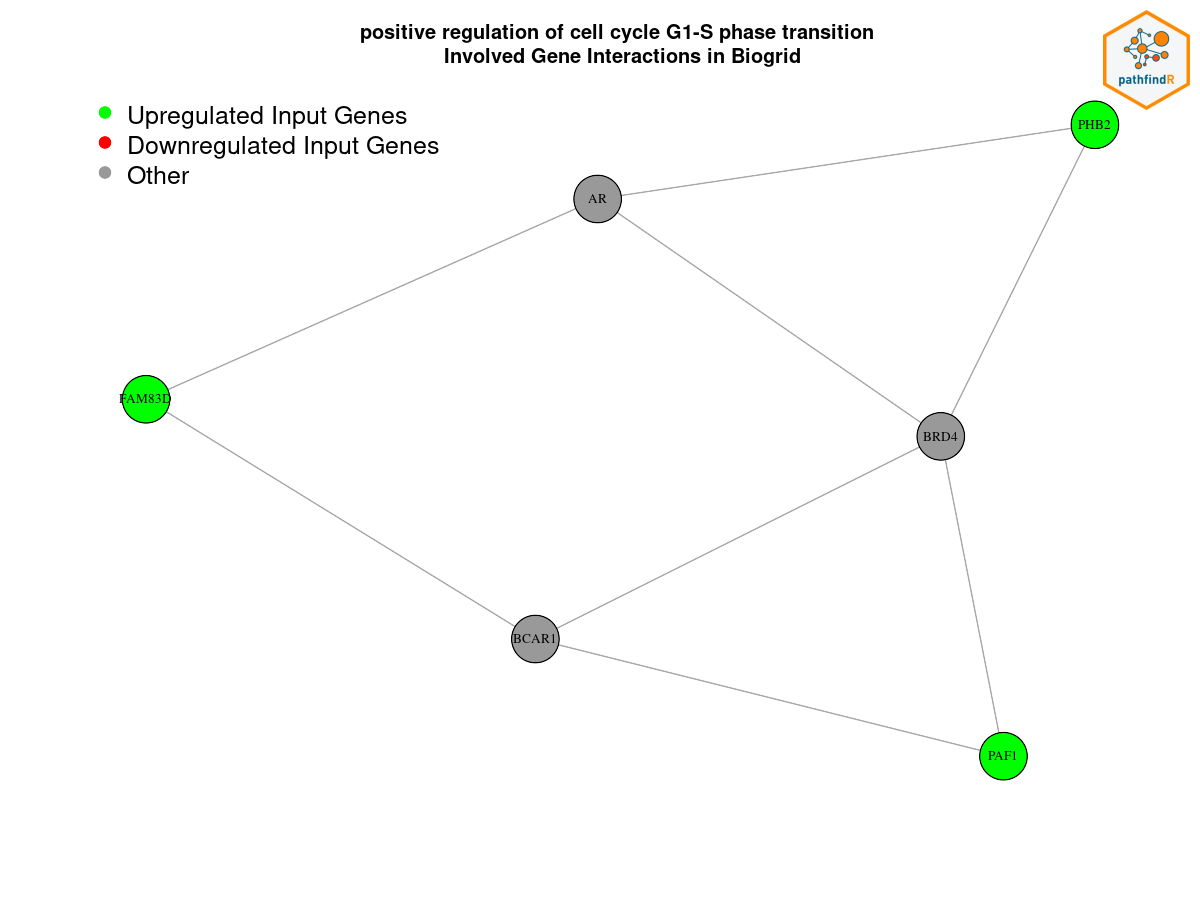 positive regulation of cell cycle G1-S phase transition
Involved Gene Interactions in Biogrid
pathfindR
Upregulated Input Genes
Downregulated Input Genes
Other
PHB2
AR
FAM83D
BRD4
BCAR1
PAF1